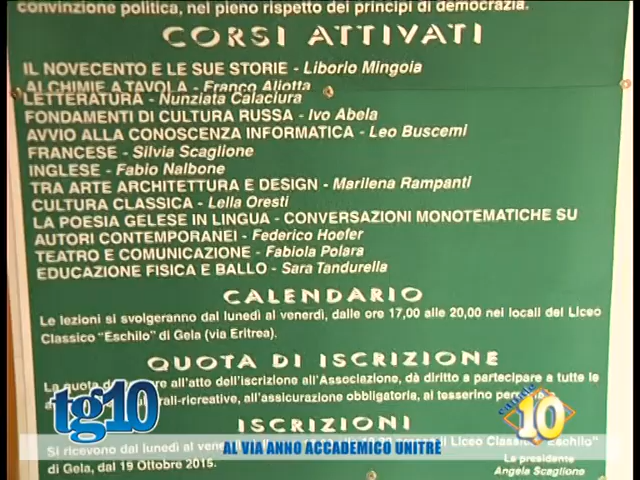 convinzione politica, nel pieno rispetto dei principi di democrazia.
CORSI ATTIVATI
IL NOVECENTO E LE SUE STORIE - Liborio Mingoia
ALCHIMIE A TAVOLA - Franco Aliotta
LETTERATURA - Nunziata Calaciura
FONDAMENTI DI CULTURA RUSSA - Ivo Abela
AVVIO ALLA CONOSCENZA INFORMATICA - Leo Buscemi
FRANCESE - Silvia Scaglione
INGLESE - Fabio Nalbone
TRA ARTE ARCHITETTURA E DESIGN - Marilena Rampanti
CULTURA CLASSICA - Lella Oresti
LA POESIA GELESE IN LINGUA - CONVERSAZIONI MONOTEMATICHE SU
AUTORI CONTEMPORANEI - Federico Hoefer
TEATRO E COMUNICAZIONE - Fabiola Polara
EDUCAZIONE FISICA E BALLO - Sara Tandurella
CALENDARIO
Le lezioni si svolgeranno dal lunedì al venerdì, dalle ore 17,00 alle 20,00 nei locali del Liceo
Classico "Eschilo" di Gela (via Eritrea).
QUOTA DI ISCRIZIONE
La quota all'atto dell'iscrizione all'Associazione, dà diritto a partecipare a tutte le
all'assicurazione obbligatoria, al tesserino
ISCRIZIONI
Si ricevono dal lunedì al Liceo "Eschilo"
di Gela, dal 19 Ottobre 2015.
La presidente
Angela Scaglione
tg10
10
AL VIA ANNO ACCADEMICO UNITRE